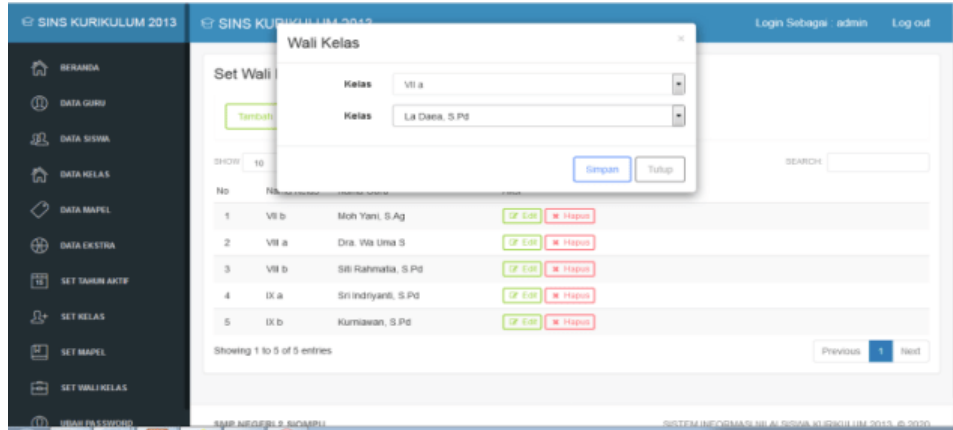 SINS KURIKULUM 2013
SINS KURIKULUM 2013
Login Sebagai : admin
Log out
BERANDA
DATA GURU
DATA SISWA
DATA KELAS
DATA MAPEL
DATA EKSTRA
SET TAHUN AKTIF
SET KELAS
SET MAPEL
SET WALI KELAS
UBAH PASSWORD
Wali Kelas
×
Kelas
VII a
Kelas
La Daea, S.Pd
Simpan
Tutup
Set Wali
Tambah
SHOW 10
SEARCH:
No
Nama Kelas
Nama Guru
1 VII b Moh Yani, S.Ag Edit Hapus
2 VIII a Dra. Wa Uma S Edit Hapus
3 VIII b Siti Rahmatia, S.Pd Edit Hapus
4 IX a Sri Indriyanti, S.Pd Edit Hapus
5 IX b Kurniawan, S.Pd Edit Hapus
Showing 1 to 5 of 5 entries
Previous 1 Next
SMP NEGERI 2
SISTEM INFORMASI NILAI SISWA KURIKULUM 2013. © 2020